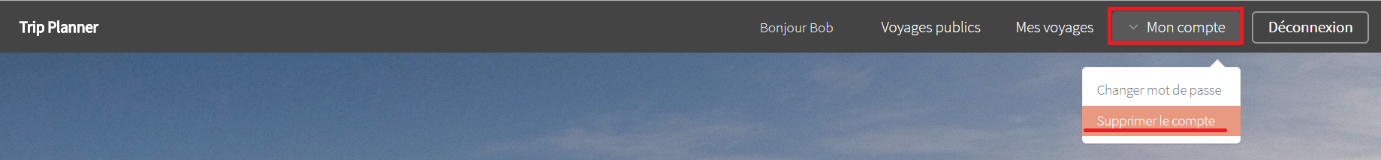 Trip Planner Bonjour Bob Voyages publics Mes voyages Mon compte Déconnexion
Changer mot de passe
Supprimer le compte